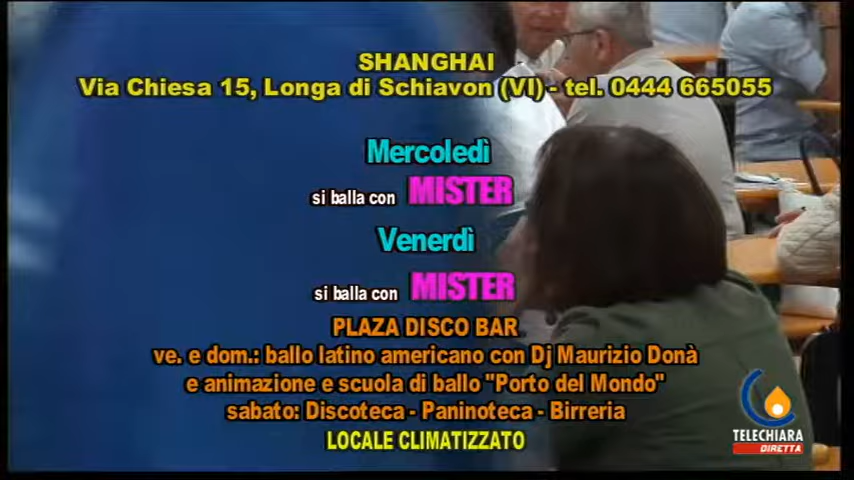 SHANGHAI
Via Chiesa 15, Longa di Schiavon (VI) - tel. 0444 665055
Mercoledì
si balla con MISTER
Venerdì
si balla con MISTER
PLAZA DISCO BAR
ve. e dom.: ballo latino americano con Dj Maurizio Donà
e animazione e scuola di ballo "Porto del Mondo"
sabato: Discoteca - Paninoteca - Birreria
LOCALE CLIMATIZZATO
TELECHIARA
DIRETTA